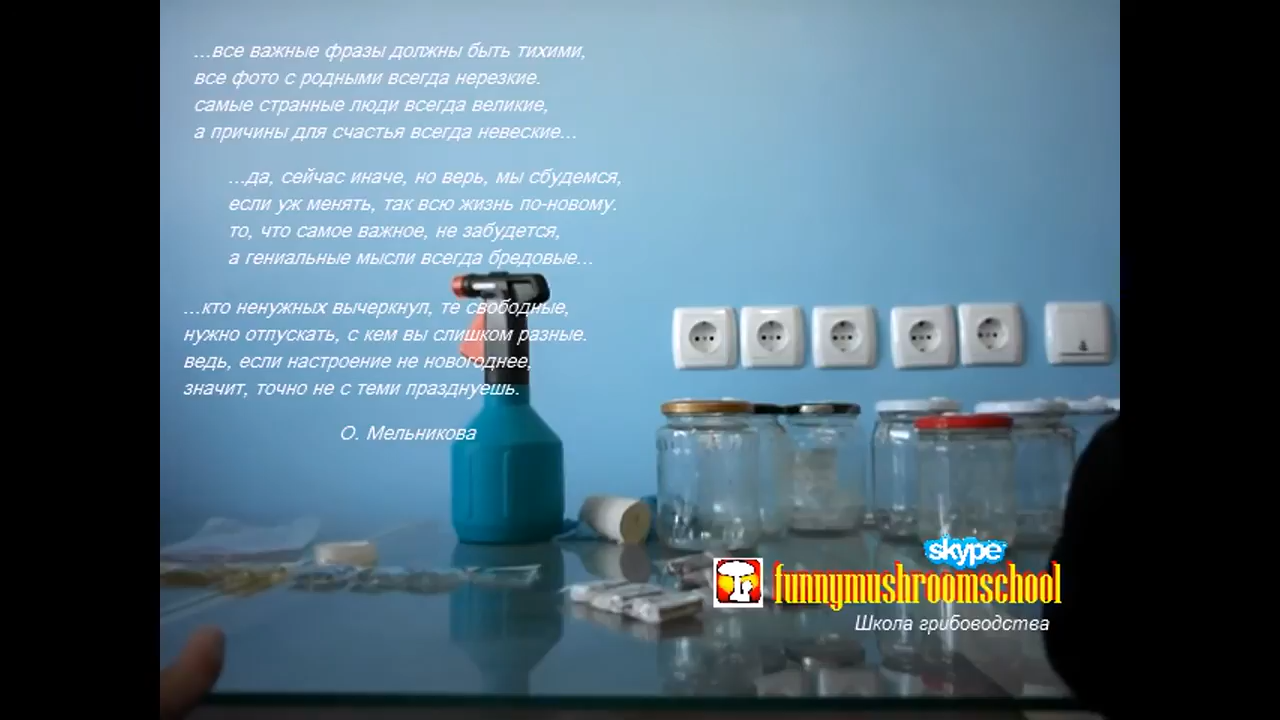 ...все важные фразы должны быть тихими,
все фото с родными всегда нерезкие.
самые странные люди всегда великие,
а причины для счастья всегда невеские...
...да, сейчас иначе, но верь, мы сбудемся,
если уж менять, так всю жизнь по-новому.
то, что самое важное, не забудется,
а гениальные мысли всегда бредовые...
...кто ненужных вычеркнул, те свободные,
нужно отпускать, с кем вы слишком разные.
ведь, если настроение не новогоднее,
значит, точно не с теми празднуешь.
О. Мельникова
skype
funnymushroomschool
Школа грибоводства